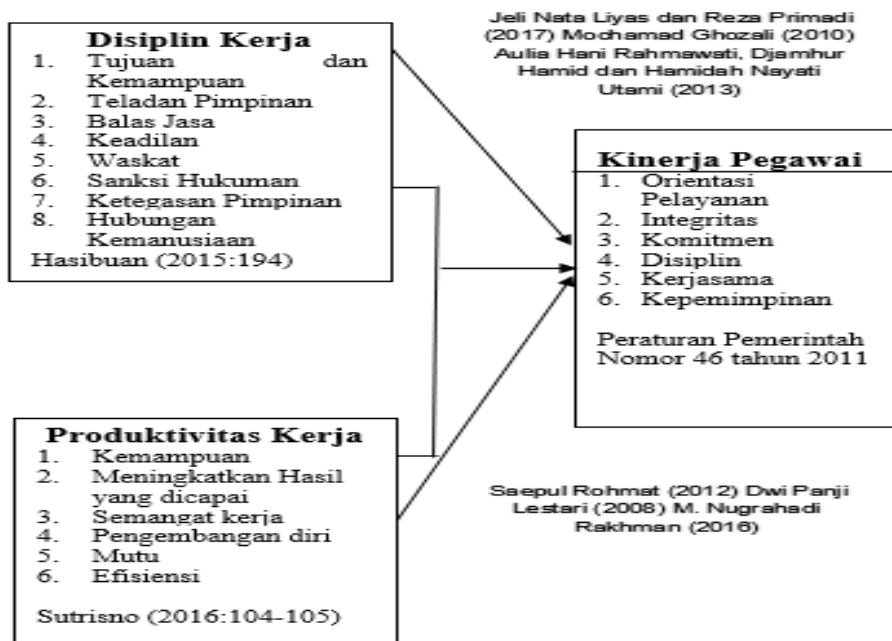 Disiplin Kerja
1. Tujuan dan
Kemampuan
2. Teladan Pimpinan
3. Balas Jasa
4. Keadilan
5. Waskat
6. Sanksi Hukuman
7. Ketegasan Pimpinan
8. Hubungan
Kemanusiaan
Hasibuan (2015:194)
Jeli Nata Liyas dan Reza Primadi
(2017) Mochamad Ghozali (2010)
Aulia Hani Rahmawati, Djamhur
Hamid dan Hamidah Nayati
Utami (2013)
Kinerja Pegawai
1. Orientasi
Pelayanan
2. Integritas
3. Komitmen
4. Disiplin
5. Kerjasama
6. Kepemimpinan
Peraturan Pemerintah
Nomor 46 tahun 2011
Produktivitas Kerja
1. Kemampuan
2. Meningkatkan Hasil
yang dicapai
3. Semangat kerja
4. Pengembangan diri
5. Mutu
6. Efisiensi
Sutrisno (2016:104-105)
Saepul Rohmat (2012) Dwi Panji
Lestari (2008) M. Nugrahadi
Rakhman (2016)